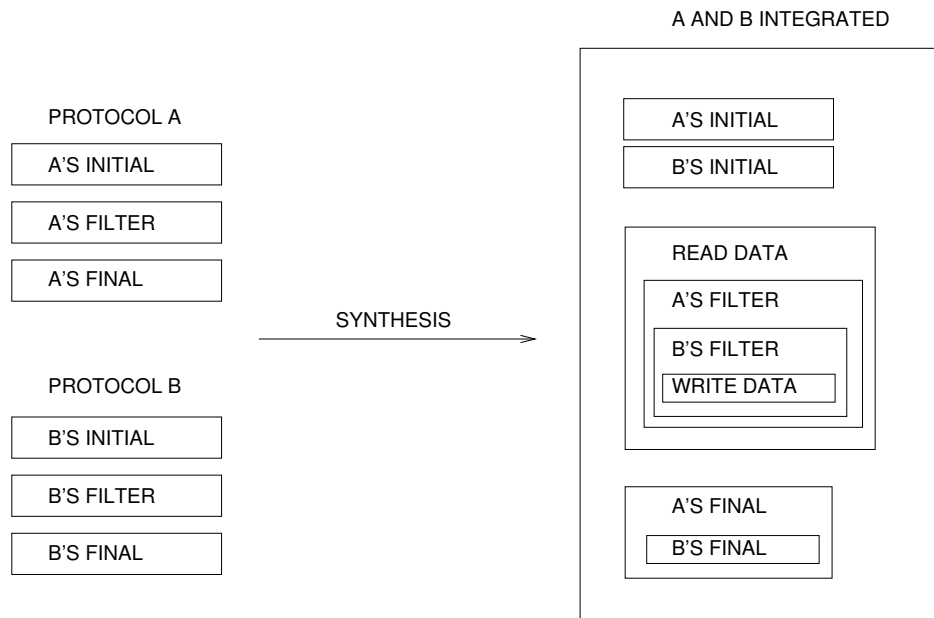 PROTOCOL A
A'S INITIAL
A'S FILTER
A'S FINAL
PROTOCOL B
B'S INITIAL
B'S FILTER
B'S FINAL
SYNTHESIS
A AND B INTEGRATED
A'S INITIAL
B'S INITIAL
READ DATA
A'S FILTER
B'S FILTER
WRITE DATA
A'S FINAL
B'S FINAL